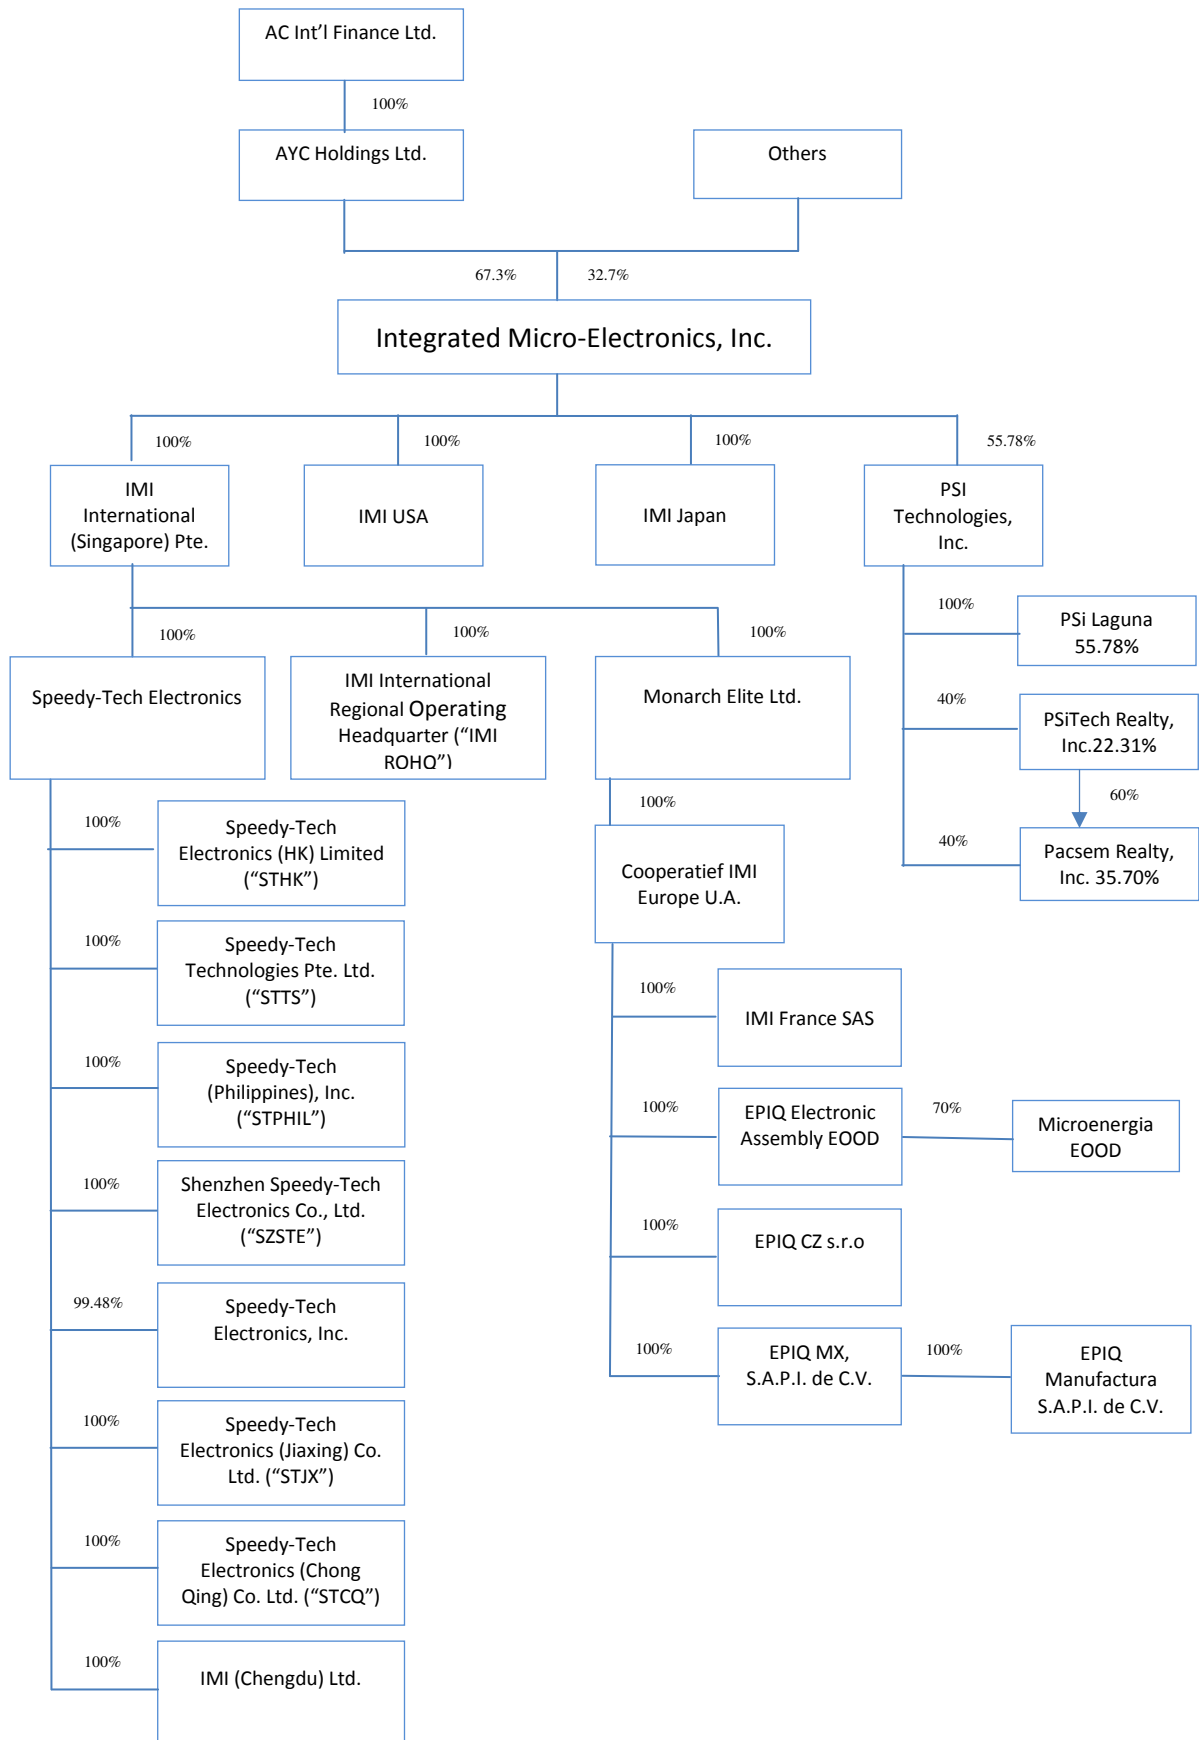 AC Int’l Finance Ltd.
100%
AYC Holdings Ltd.
Others
67.3%
32.7%
Integrated Micro-Electronics, Inc.
100%
100%
100%
55.78%
IMI
International
(Singapore) Pte.
IMI USA
IMI Japan
PSI
Technologies,
Inc.
100%
PSi Laguna
55.78%
40%
PSiTech Realty,
Inc.22.31%
60%
40%
Pacsem Realty,
Inc. 35.70%
100%
100%
100%
Speedy-Tech Electronics
IMI International
Regional Operating
Headquarter (“IMI
ROHQ”)
Monarch Elite Ltd.
100%
Speedy-Tech
Electronics (HK) Limited
(“STHK”)
100%
Speedy-Tech
Technologies Pte. Ltd.
(“STTS”)
100%
Speedy-Tech
(Philippines), Inc.
(“STPHIL”)
100%
Shenzhen Speedy-Tech
Electronics Co., Ltd.
(“SZSTE”)
99.48%
Speedy-Tech
Electronics, Inc.
100%
Speedy-Tech
Electronics (Jiaxing) Co.
Ltd. (“STJX”)
100%
Speedy-Tech
Electronics (Chong
Qing) Co. Ltd. (“STCQ”)
100%
IMI (Chengdu) Ltd.
100%
Cooperatief IMI
Europe U.A.
100%
IMI France SAS
100%
EPIQ Electronic
Assembly EOOD
70%
Microenergia
EOOD
100%
EPIQ CZ s.r.o
100%
EPIQ MX,
S.A.P.I. de C.V.
100%
EPIQ
Manufactura
S.A.P.I. de C.V.